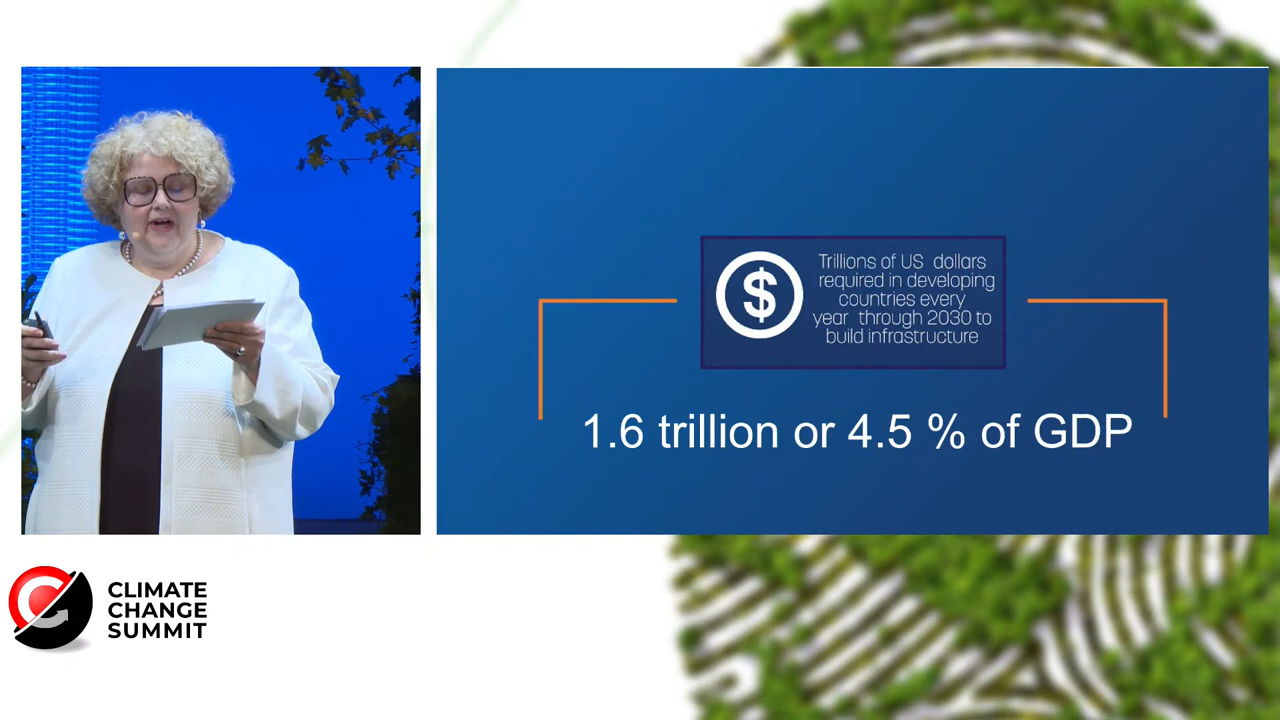 $
Trillions of US dollars
required in developing
countries every
year through 2030 to
build infrastructure
1.6 trillion or 4.5 % of GDP
CLIMATE
CHANGE
SUMMIT